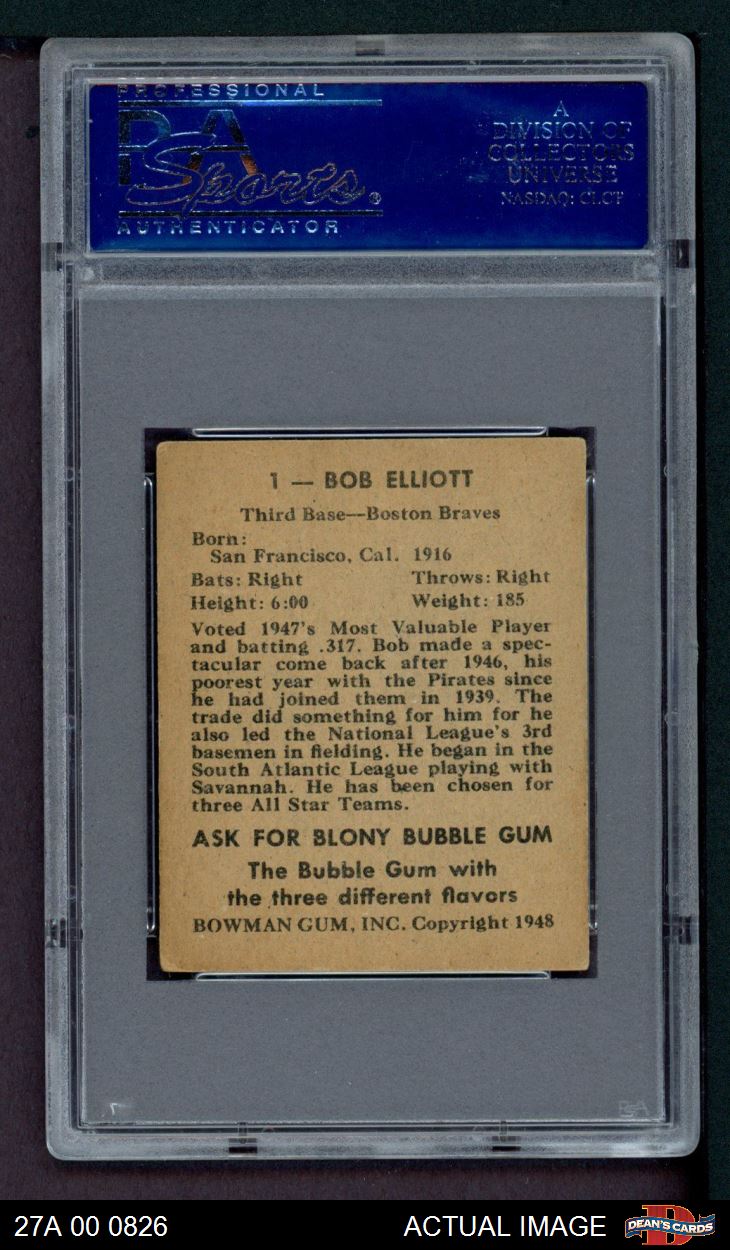 PROFESSIONAL
PSA
Sports®
AUTHENTICATOR
A
DIVISION OF
COLLECTORS
UNIVERSE
NASDAQ: CLCT
1 — BOB ELLIOTT
Third Base—Boston Braves
Born:
San Francisco, Cal. 1916
Bats: Right Throws: Right
Height: 6:00 Weight: 185
Voted 1947's Most Valuable Player
and batting .317. Bob made a spec-
tacular come back after 1946, his
poorest year with the Pirates since
he had joined them in 1939. The
trade did something for him for he
also led the National League's 3rd
basemen in fielding. He began in the
South Atlantic League playing with
Savannah. He has been chosen for
three All Star Teams.
ASK FOR BLONY BUBBLE GUM
The Bubble Gum with
the three different flavors
BOWMAN GUM, INC. Copyright 1948
PSA
27A 00 0826 ACTUAL IMAGE
D
DEAN'S CARDS